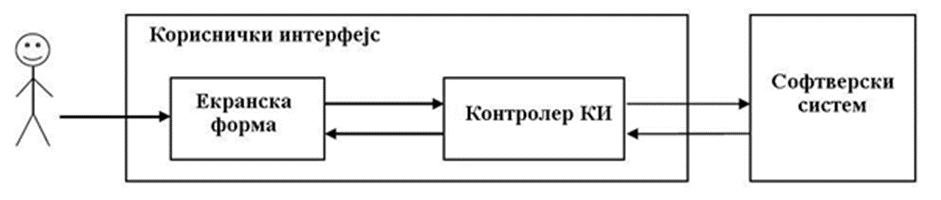 Кориснички интерфејс
Екранска
форма
Контролер КИ
Софтверски
систем